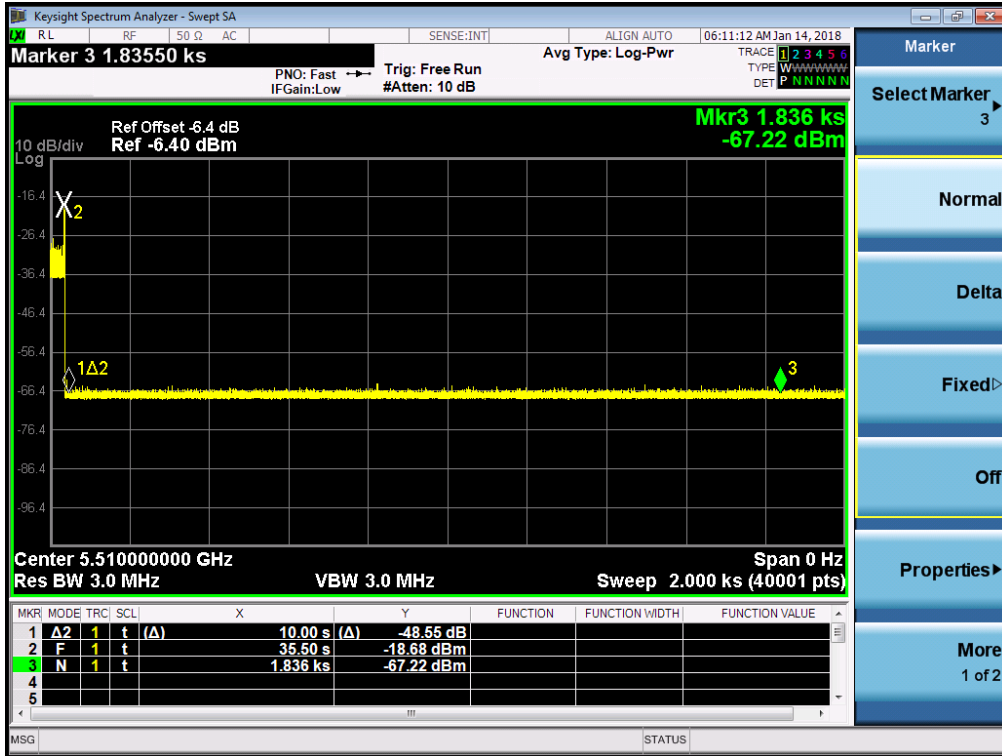 Keysight Spectrum Analyzer - Swept SA
LXI RL RF 50 Ω AC SENSE:INT ALIGN AUTO 06:11:12 AM Jan 14, 2018
Marker 3 1.83550 ks
PNO: Fast
IFGain:Low
Trig: Free Run
#Atten: 10 dB
Avg Type: Log-Pwr
TRACE 1 2 3 4 5 6
TYPE WWWWWW
DET P N N N N N
Ref Offset -6.4 dB
Ref -6.40 dBm
10 dB/div
Log
Mkr3 1.836 ks
-67.22 dBm
-16.4
-26.4
-36.4
-46.4
-56.4
-66.4
-76.4
-86.4
-96.4
2
1Δ2
3
Center 5.510000000 GHz
Span 0 Hz
Res BW 3.0 MHz
VBW 3.0 MHz
Sweep 2.000 ks (40001 pts)
MKR MODE TRC SCL X Y FUNCTION FUNCTION WIDTH FUNCTION VALUE
1 Δ2 1 t (Δ) 10.00 s (Δ) -48.55 dB
2 F 1 t 35.50 s -18.68 dBm
3 N 1 t 1.836 ks -67.22 dBm
4
5
MSG
STATUS
Marker
Select Marker
3
Normal
Delta
Fixed
Off
Properties
More
1 of 2